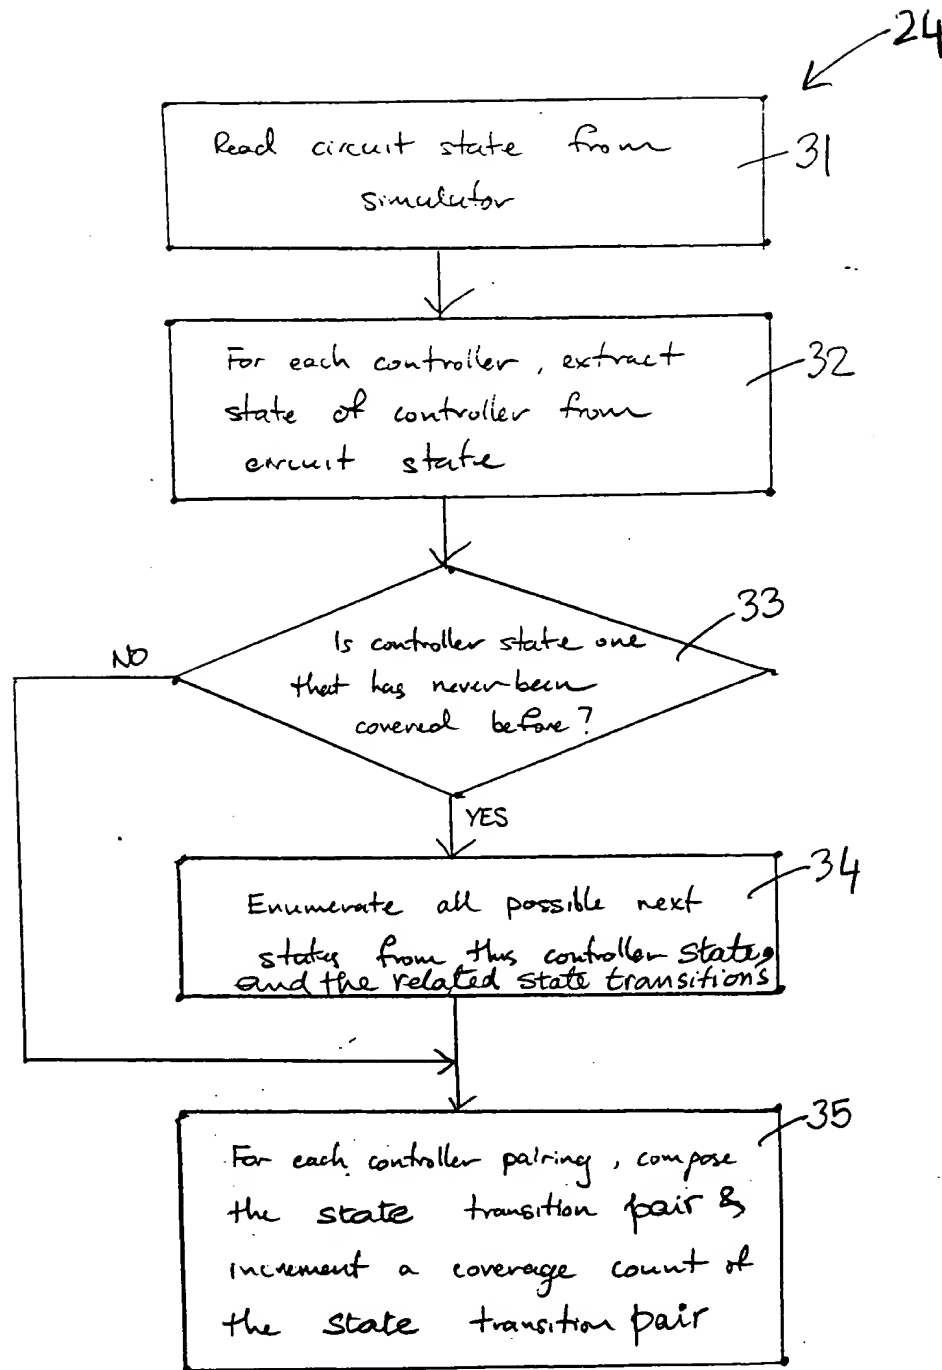 24
Read circuit state from
simulator
31
For each controller, extract
state of controller from
circuit state
32
33
Is controller state one
that has never been
covered before?
NO
YES
34
Enumerate all possible next
states from this controller state,
and the related state transitions
35
For each controller pairing, compose
the state transition pair &
increment a coverage count of
the state transition pair